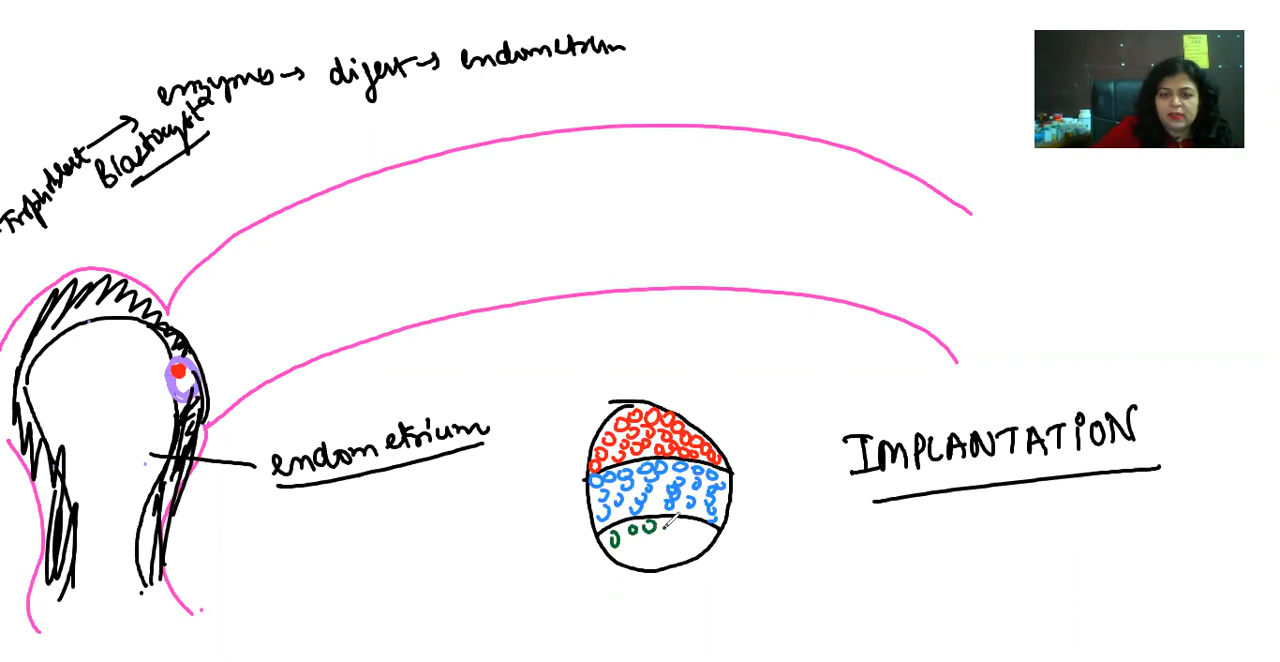 Trophoblast → enzymes → digest → endometrium
Blastocyst
endometrium
IMPLANTATION